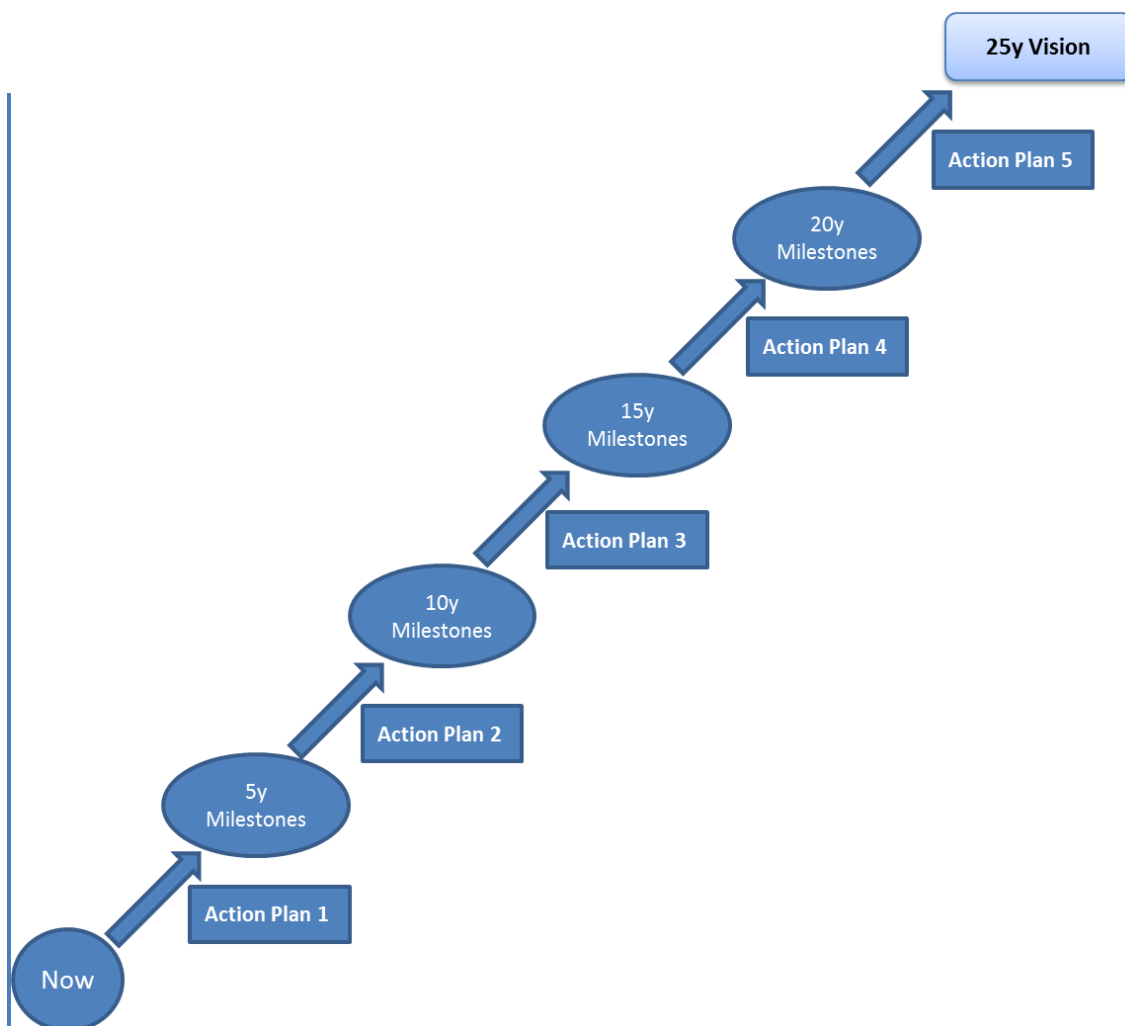 25y Vision
Action Plan 5
20y
Milestones
Action Plan 4
15y
Milestones
Action Plan 3
10y
Milestones
Action Plan 2
5y
Milestones
Action Plan 1
Now